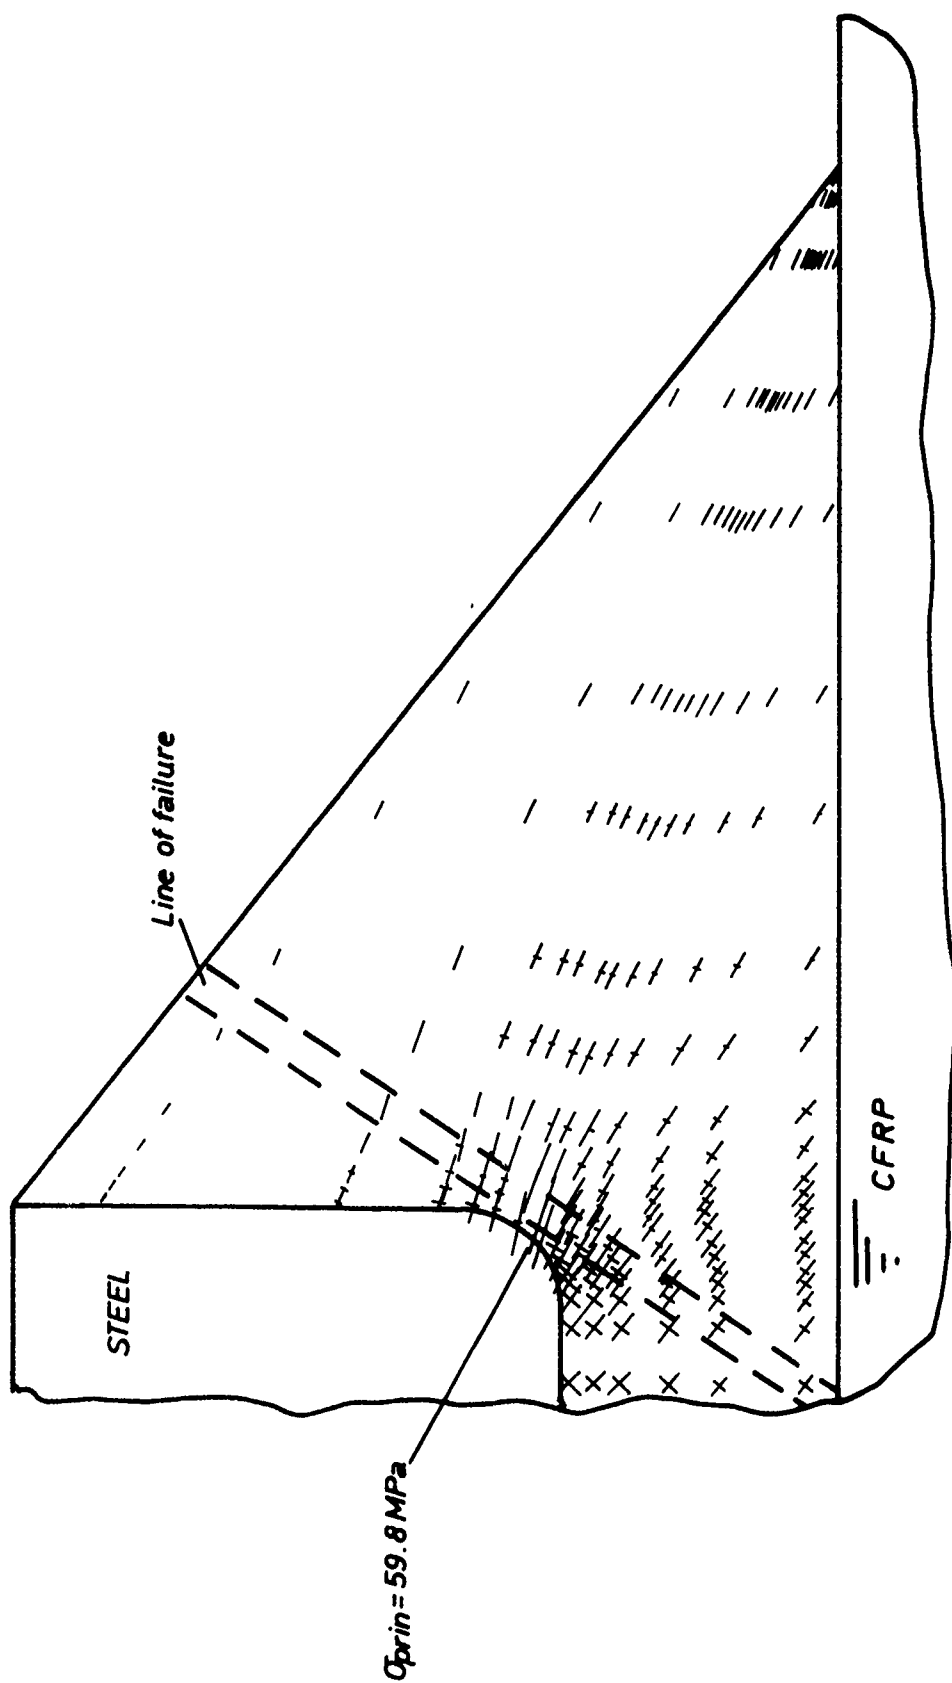 Line of failure
STEEL
CFRP
σprin = 59.8 MPa